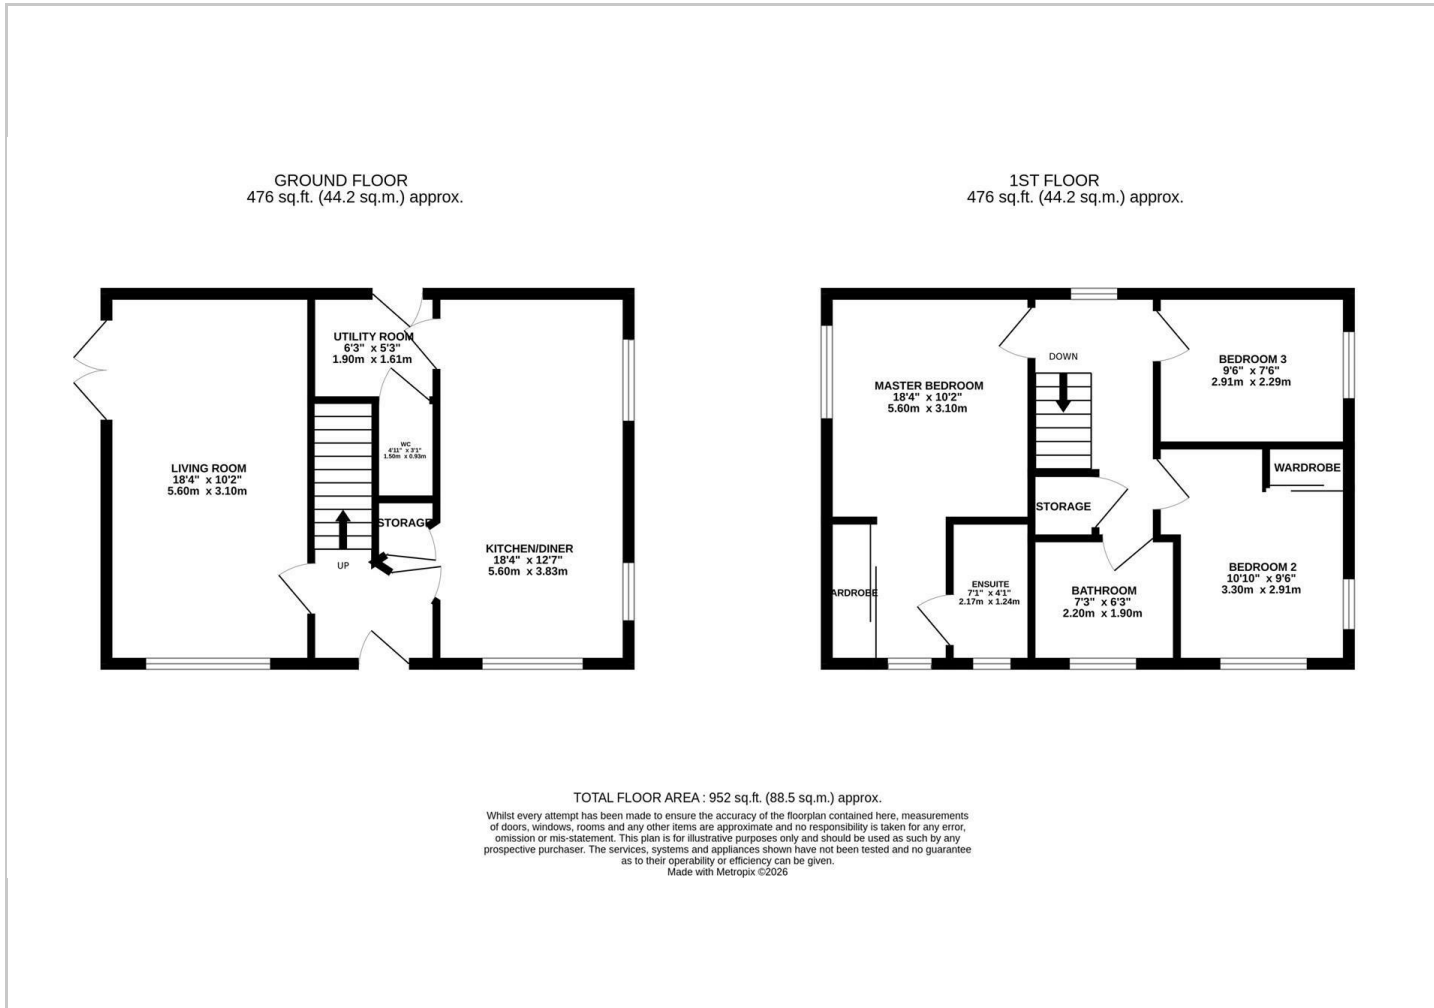 GROUND FLOOR
476 sq.ft. (44.2 sq.m.) approx.
1ST FLOOR
476 sq.ft. (44.2 sq.m.) approx.
UTILITY ROOM
6'3" x 5'3"
1.90m x 1.61m
WC
4'11" x 3'1"
1.50m x 0.93m
LIVING ROOM
18'4" x 10'2"
5.60m x 3.10m
STORAGE
KITCHEN/DINER
18'4" x 12'7"
5.60m x 3.83m
UP
DOWN
MASTER BEDROOM
18'4" x 10'2"
5.60m x 3.10m
BEDROOM 3
9'6" x 7'6"
2.91m x 2.29m
WARDROBE
STORAGE
BEDROOM 2
10'10" x 9'6"
3.30m x 2.91m
ARDROBE
ENSUITE
7'1" x 4'1"
2.17m x 1.24m
BATHROOM
7'3" x 6'3"
2.20m x 1.90m
TOTAL FLOOR AREA : 952 sq.ft. (88.5 sq.m.) approx.
Whilst every attempt has been made to ensure the accuracy of the floorplan contained here, measurements
of doors, windows, rooms and any other items are approximate and no responsibility is taken for any error,
omission or mis-statement. This plan is for illustrative purposes only and should be used as such by any
prospective purchaser. The services, systems and appliances shown have not been tested and no guarantee
as to their operability or efficiency can be given.
Made with Metropix ©2026